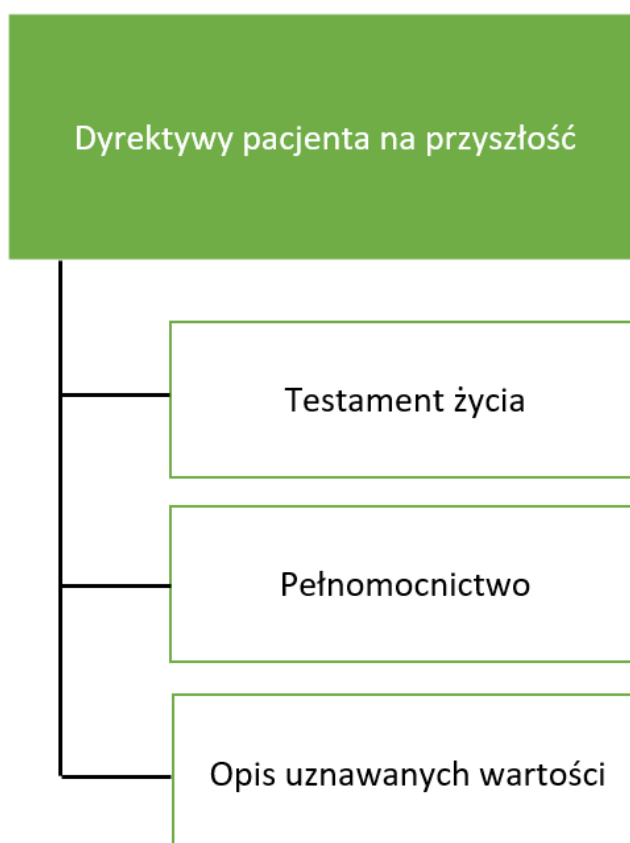 Dyrektywy pacjenta na przyszłość
Testament życia
Pełnomocnictwo
Opis uznawanych wartości